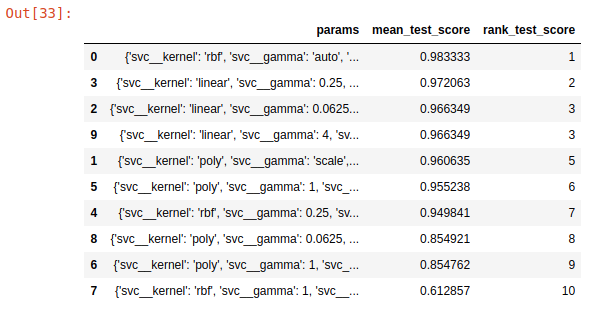 Out[33]:
params mean_test_score rank_test_score
0 {'svc__kernel': 'rbf', 'svc__gamma': 'auto', '... 0.983333 1
3 {'svc__kernel': 'linear', 'svc__gamma': 0.25, ... 0.972063 2
2 {'svc__kernel': 'linear', 'svc__gamma': 0.0625... 0.966349 3
9 {'svc__kernel': 'linear', 'svc__gamma': 4, 'sv... 0.966349 3
1 {'svc__kernel': 'poly', 'svc__gamma': 'scale',... 0.960635 5
5 {'svc__kernel': 'poly', 'svc__gamma': 1, 'svc_... 0.955238 6
4 {'svc__kernel': 'rbf', 'svc__gamma': 0.25, 'sv... 0.949841 7
8 {'svc__kernel': 'poly', 'svc__gamma': 0.0625, ... 0.854921 8
6 {'svc__kernel': 'poly', 'svc__gamma': 1, 'svc_... 0.854762 9
7 {'svc__kernel': 'rbf', 'svc__gamma': 1, 'svc__... 0.612857 10